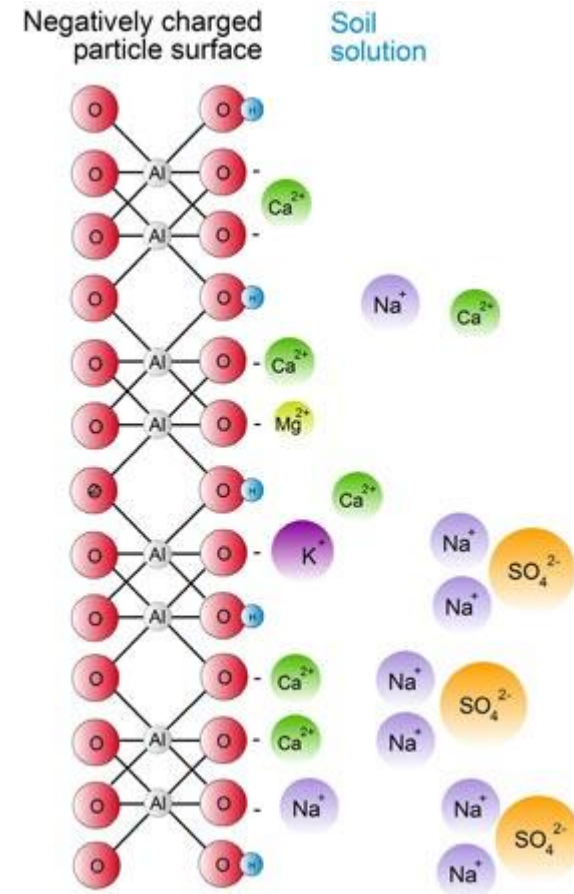 Negatively charged
particle surface
Soil
solution
O O H
O Al O -
Ca²⁺
O Al O -
O O H Na⁺ Ca²⁺
O Al O - Ca²⁺
O Al O - Mg²⁺
O H Ca²⁺
O Al O - K⁺ Na⁺ SO₄²⁻
O Al O H Na⁺
O O - Ca²⁺ Na⁺ SO₄²⁻
O Al O - Ca²⁺ Na⁺
O Al O - Na⁺ Na⁺ SO₄²⁻
O O H Na⁺